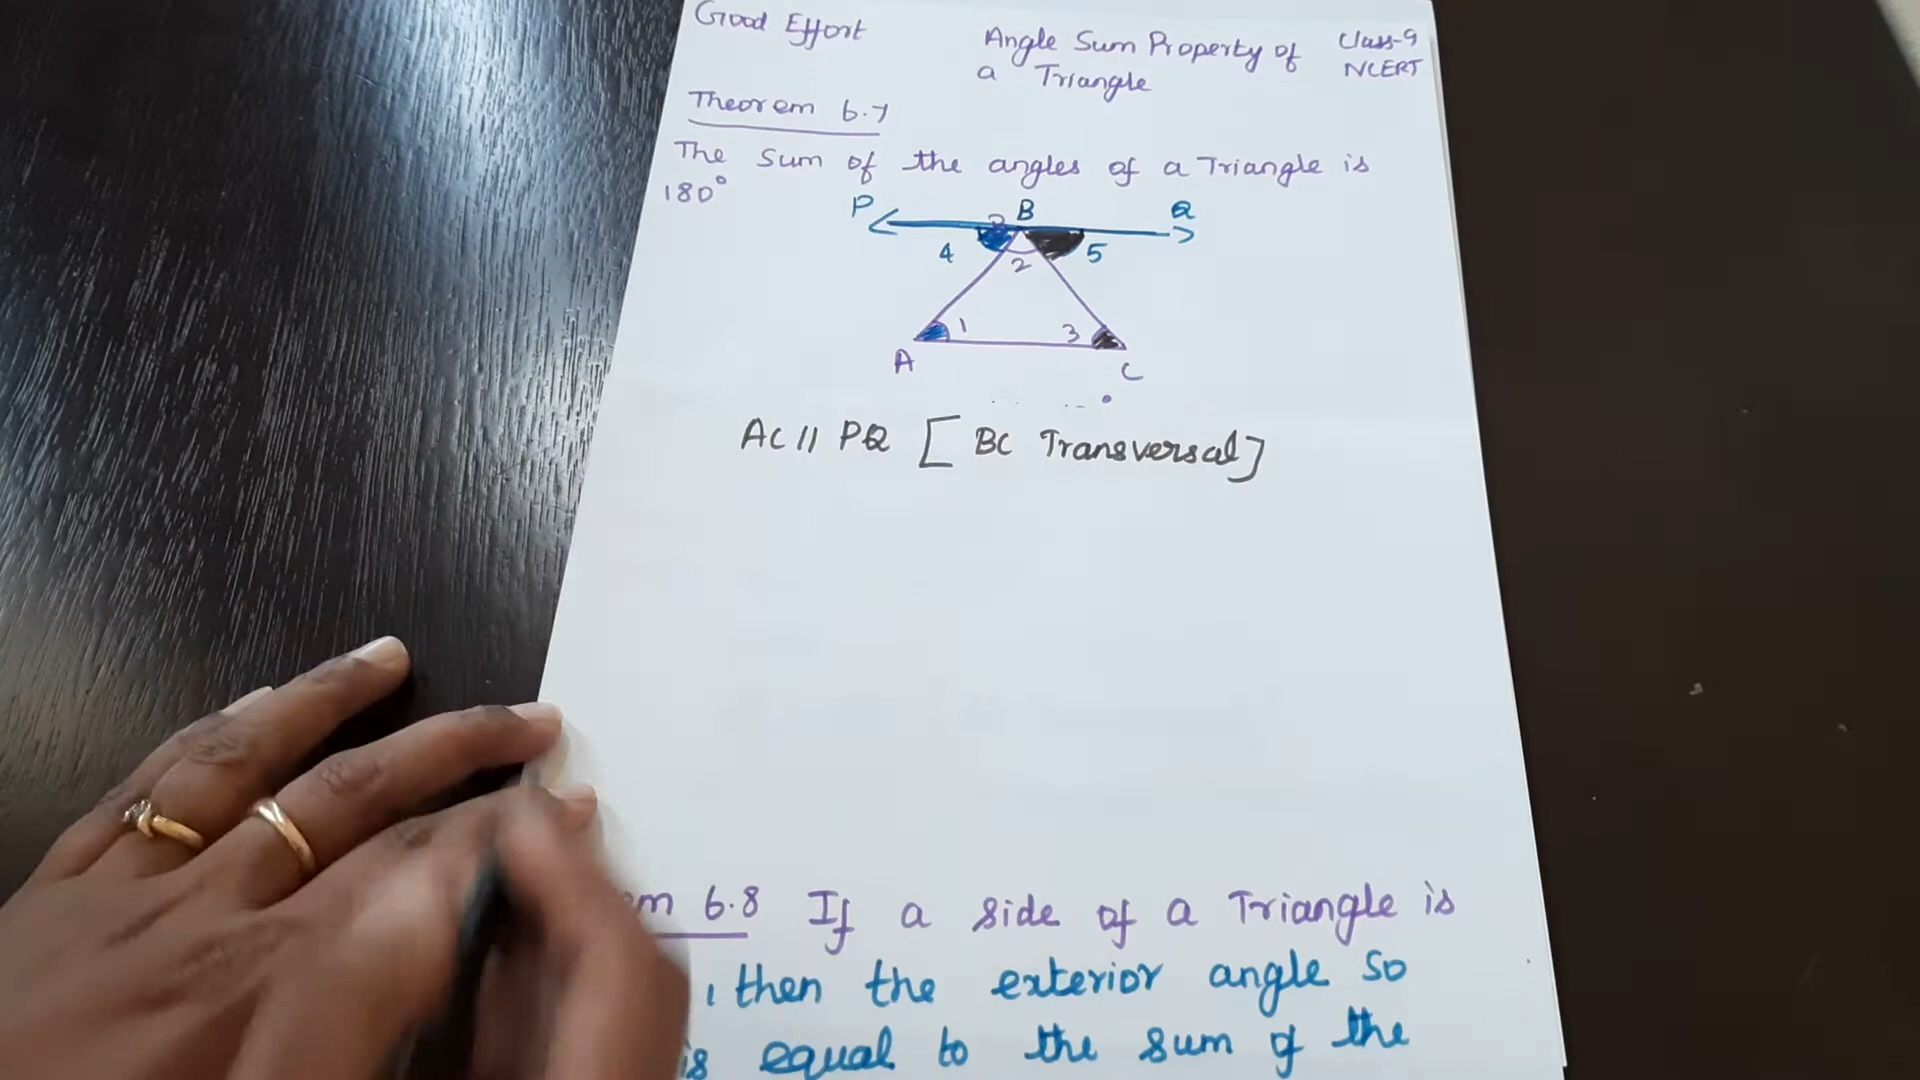 Good Effort
Angle Sum Property of
a Triangle
Class-9
NCERT
Theorem 6.7
The sum of the angles of a Triangle is
180°
P B Q
4 2 5
1 3
A C
AC || PQ [BC Transversal]
6.8 If a side of a Triangle is
, then the exterior angle so
is equal to the sum of the